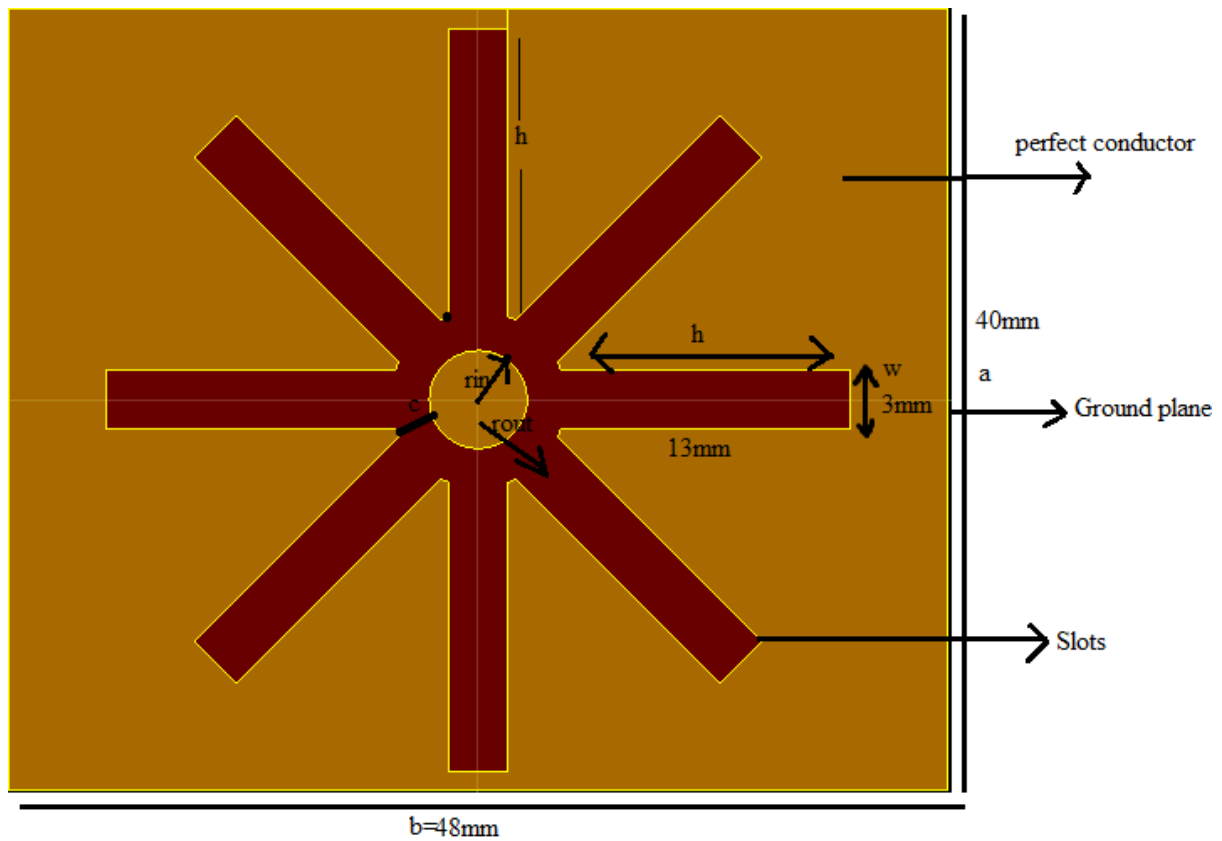 h
perfect conductor
40mm
h
w
a
rin
c
3mm
Ground plane
rout
13mm
Slots
b=48mm